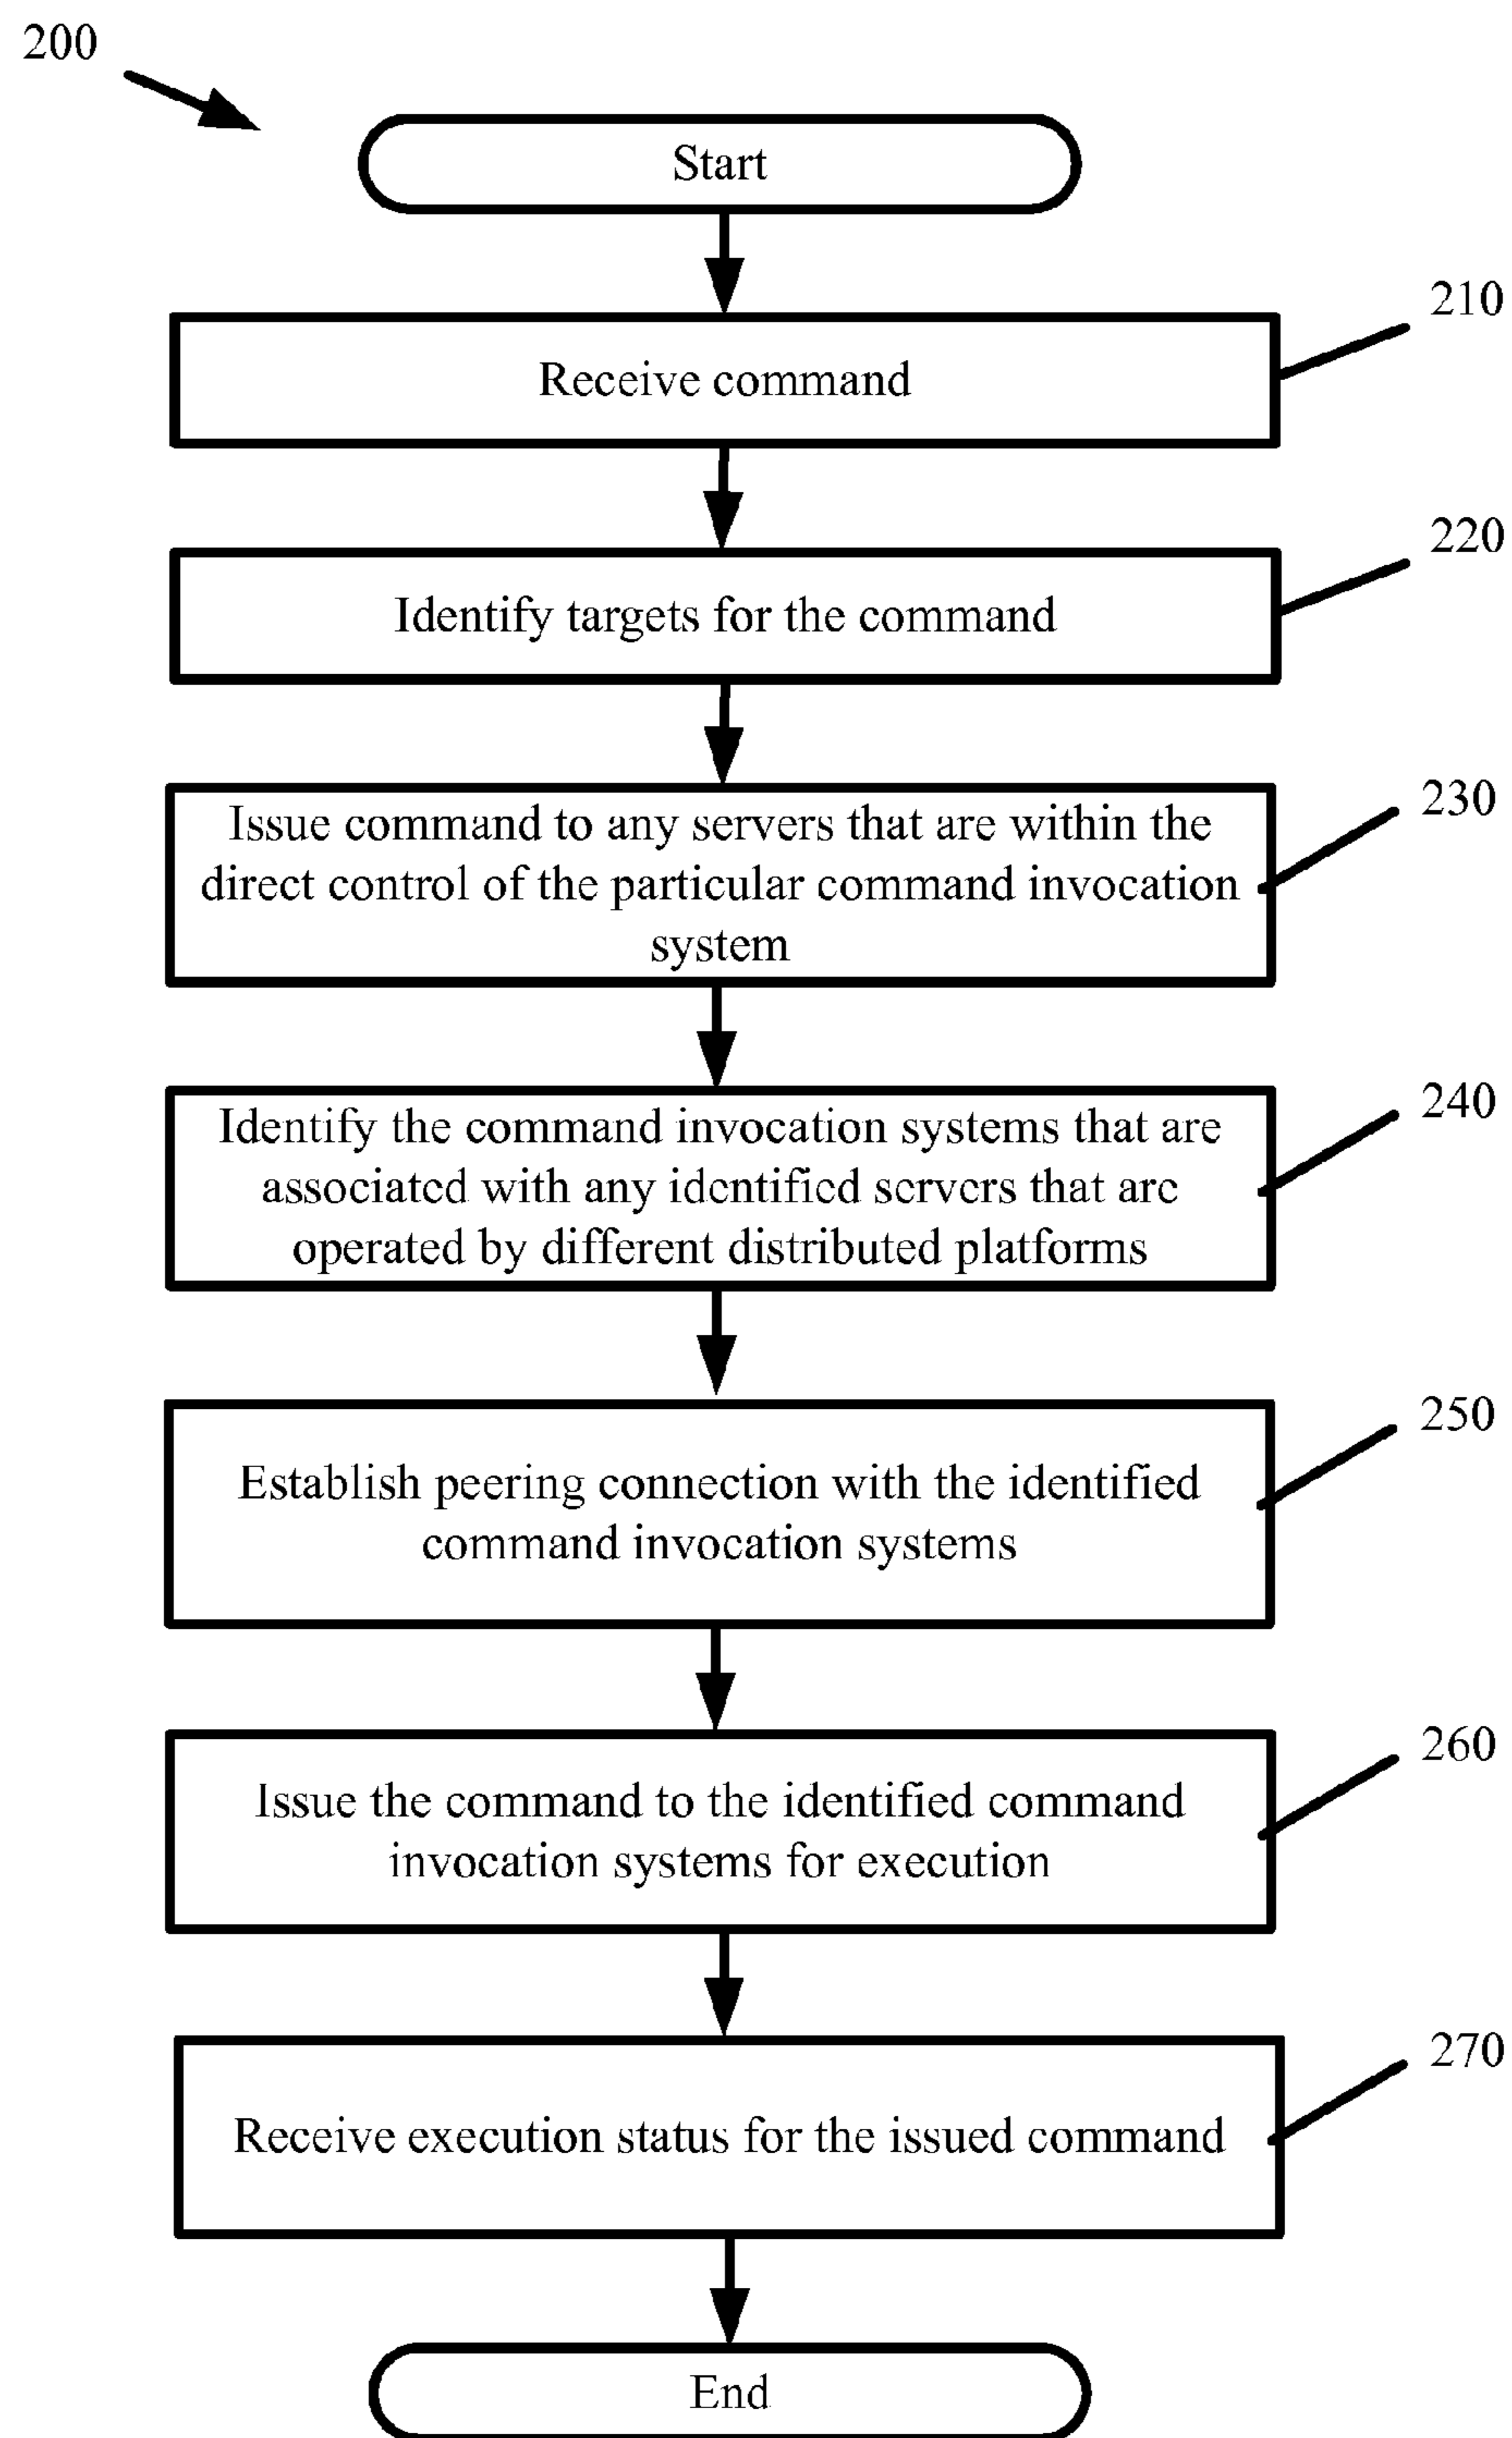 200
Start
210
Receive command
220
Identify targets for the command
230
Issue command to any servers that are within the
direct control of the particular command invocation
system
240
Identify the command invocation systems that are
associated with any identified servers that are
operated by different distributed platforms
250
Establish peering connection with the identified
command invocation systems
260
Issue the command to the identified command
invocation systems for execution
270
Receive execution status for the issued command
End